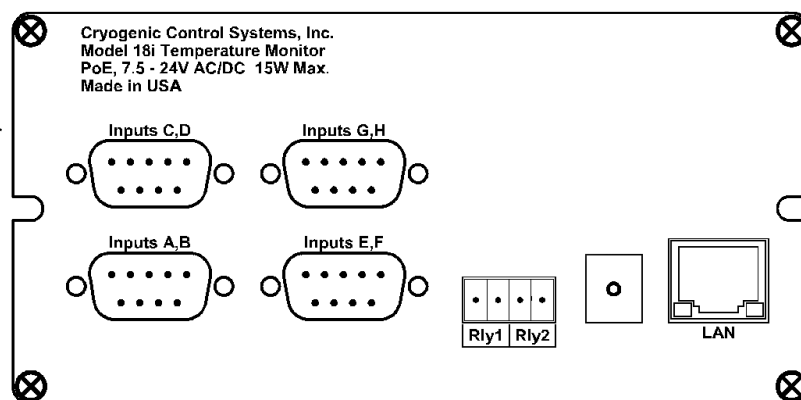 Cryogenic Control Systems, Inc.
Model 18i Temperature Monitor
PoE, 7.5 - 24V AC/DC  15W Max.
Made in USA
Inputs C,D
Inputs G,H
Inputs A,B
Inputs E,F
Rly1
Rly2
LAN